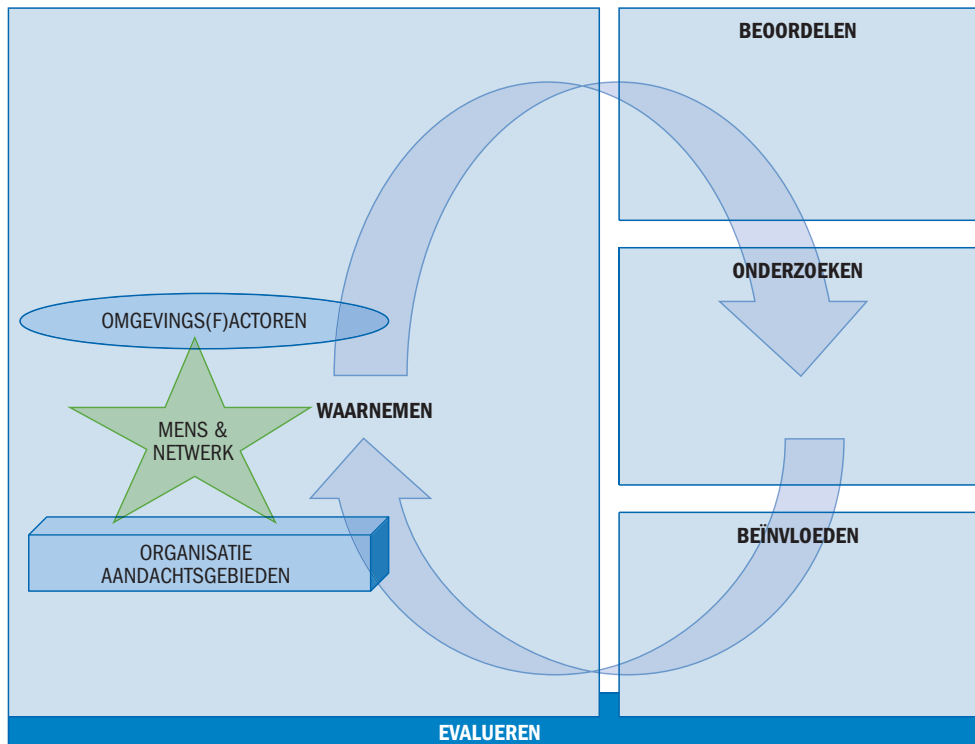 BEOORDELEN
ONDERZOEKEN
OMGEVINGS(F)ACTOREN
WAARNEMEN
MENS &
NETWERK
BEÏNVLOEDEN
ORGANISATIE
AANDACHTSGEBIEDEN
EVALUEREN